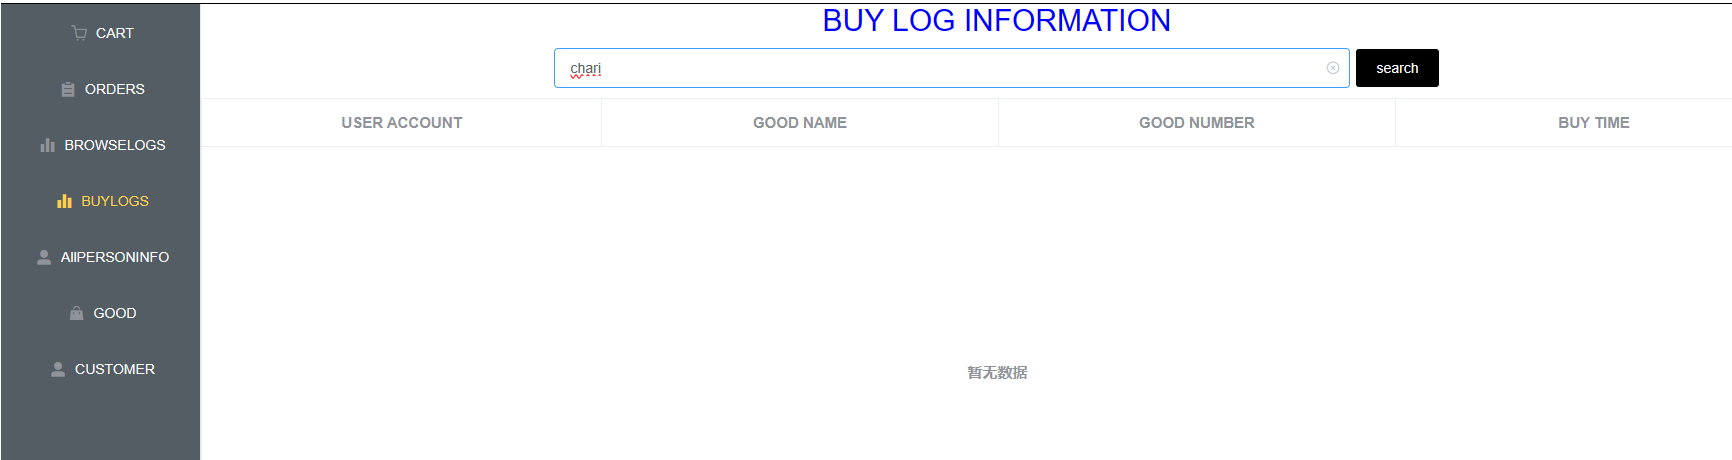 CART
ORDERS
BROWSELOGS
BUYLOGS
AllPERSONINFO
GOOD
CUSTOMER
BUY LOG INFORMATION
chari
search
USER ACCOUNT
GOOD NAME
GOOD NUMBER
BUY TIME
暂无数据